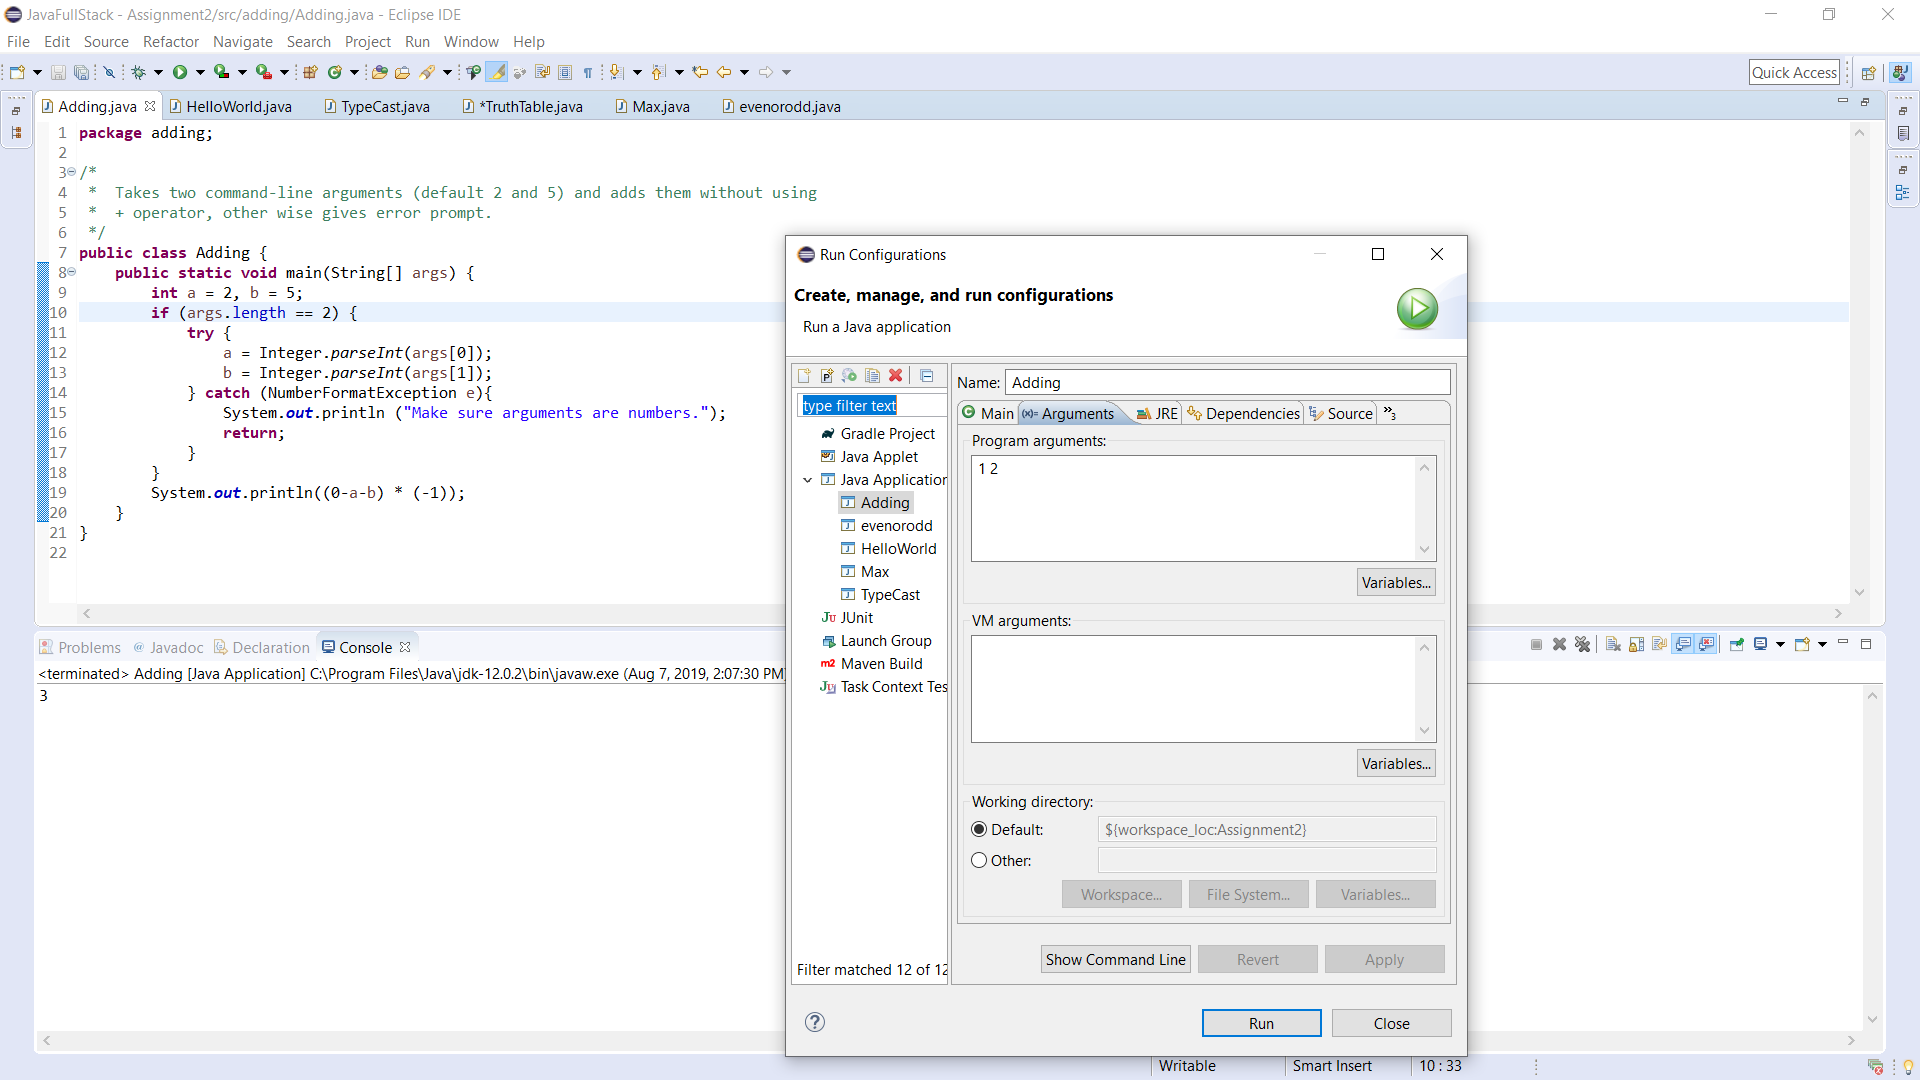 JavaFullStack - Assignment2/src/adding/Adding.java - Eclipse IDE
File Edit Source Refactor Navigate Search Project Run Window Help
Quick Access
Adding.java HelloWorld.java TypeCast.java *TruthTable.java Max.java evenorodd.java
1 package adding;
2
3 /*
4  *  Takes two command-line arguments (default 2 and 5) and adds them without using
5  *  + operator, other wise gives error prompt.
6  */
7 public class Adding {
8     public static void main(String[] args) {
9         int a = 2, b = 5;
10         if (args.length == 2) {
11             try {
12                 a = Integer.parseInt(args[0]);
13                 b = Integer.parseInt(args[1]);
14             } catch (NumberFormatException e){
15                 System.out.println ("Make sure arguments are numbers.");
16                 return;
17             }
18         }
19         System.out.println((0-a-b) * (-1));
20     }
21 }
22
Problems @ Javadoc Declaration Console
<terminated> Adding [Java Application] C:\Program Files\Java\jdk-12.0.2\bin\javaw.exe (Aug 7, 2019, 2:07:30 PM)
3
Run Configurations
Create, manage, and run configurations
Run a Java application
type filter text
Gradle Project
Java Applet
Java Application
Adding
evenorodd
HelloWorld
Max
TypeCast
Ju JUnit
Launch Group
m2 Maven Build
Task Context Tes
Filter matched 12 of 12
Name: Adding
Main (x)= Arguments JRE Dependencies Source »3
Program arguments:
1 2
Variables...
VM arguments:
Variables...
Working directory:
Default: ${workspace_loc:Assignment2}
Other:
Workspace... File System... Variables...
Show Command Line Revert Apply
? Run Close
Writable Smart Insert 10 : 33